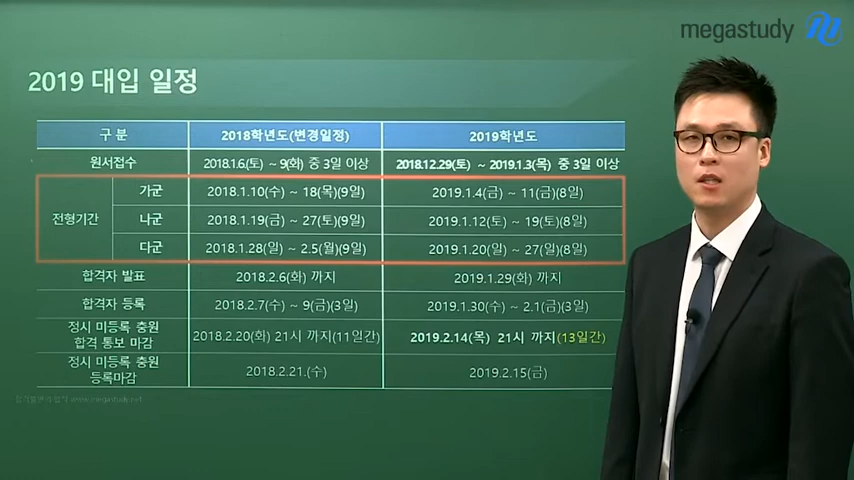 megastudy
2019 대입 일정
구 분 2018학년도(변경일정) 2019학년도
원서접수 2018.1.6(토) ~ 9(화) 중 3일 이상 2018.12.29(토) ~ 2019.1.3(목) 중 3일 이상
전형기간
가군 2018.1.10(수) ~ 18(목)(9일) 2019.1.4(금) ~ 11(금)(8일)
나군 2018.1.19(금) ~ 27(토)(9일) 2019.1.12(토) ~ 19(토)(8일)
다군 2018.1.28(일) ~ 2.5(월)(9일) 2019.1.20(일) ~ 27(일)(8일)
합격자 발표 2018.2.6(화) 까지 2019.1.29(화) 까지
합격자 등록 2018.2.7(수) ~ 9(금)(3일) 2019.1.30(수) ~ 2.1(금)(3일)
정시 미등록 충원
합격 통보 마감 2018.2.20(화) 21시 까지(11일간) 2019.2.14(목) 21시 까지(13일간)
정시 미등록 충원
등록마감 2018.2.21.(수) 2019.2.15(금)
www.megastudy.net